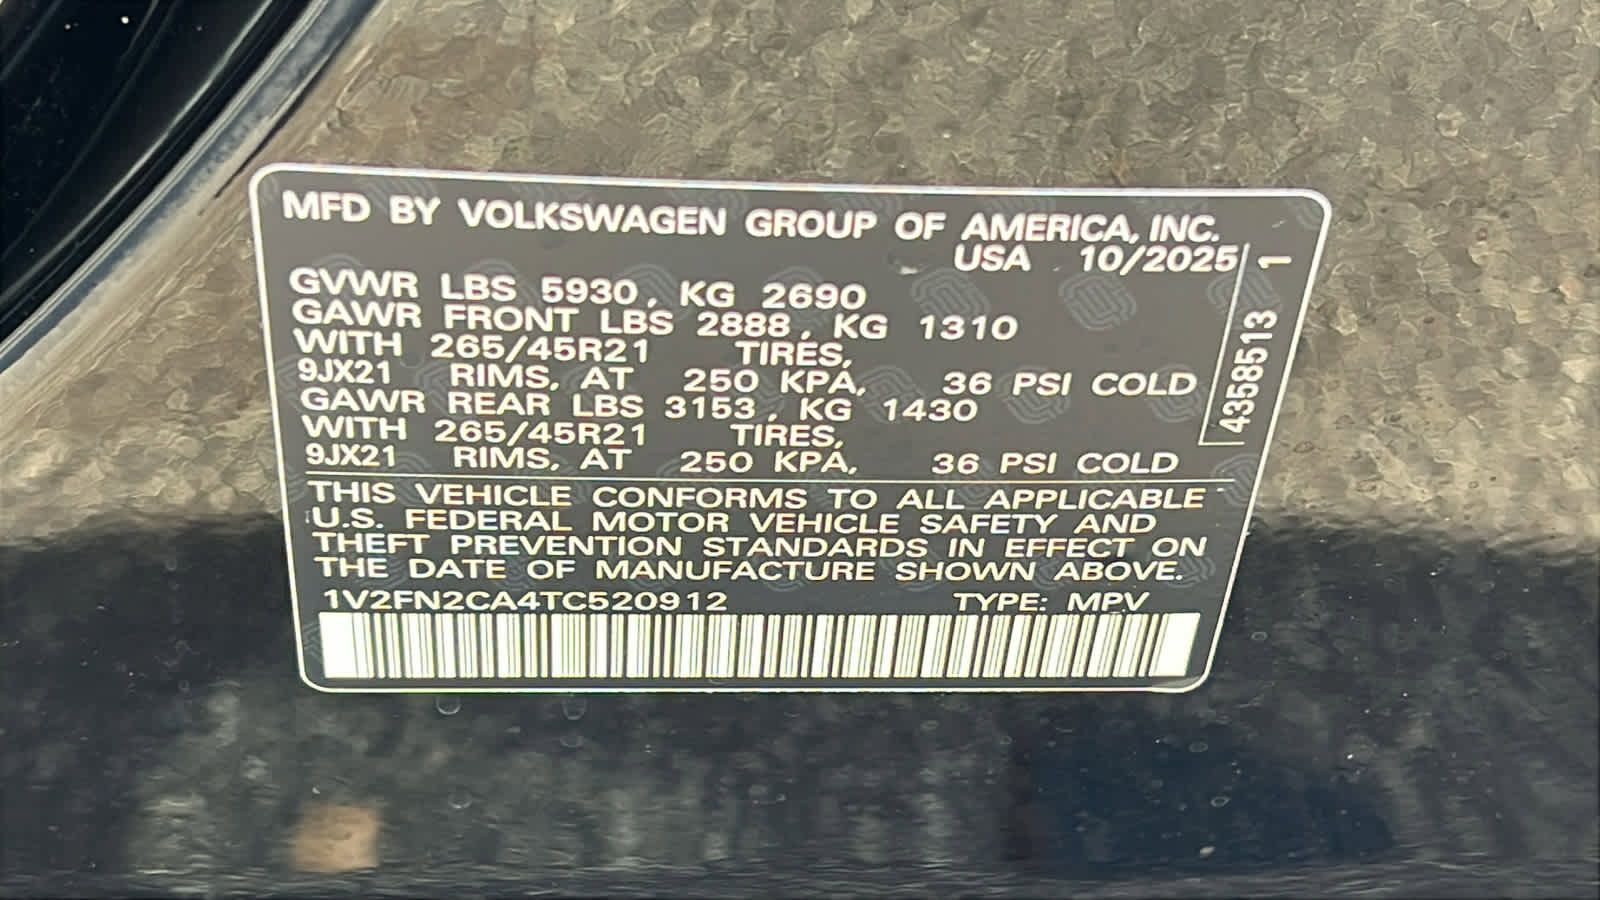 MFD BY VOLKSWAGEN GROUP OF AMERICA, INC.
USA 10/2025
GVWR LBS 5930, KG 2690
GAWR FRONT LBS 2888, KG 1310
WITH 265/45R21 TIRES,
9JX21 RIMS, AT 250 KPA, 36 PSI COLD
GAWR REAR LBS 3153, KG 1430
WITH 265/45R21 TIRES,
9JX21 RIMS, AT 250 KPA, 36 PSI COLD
THIS VEHICLE CONFORMS TO ALL APPLICABLE
U.S. FEDERAL MOTOR VEHICLE SAFETY AND
THEFT PREVENTION STANDARDS IN EFFECT ON
THE DATE OF MANUFACTURE SHOWN ABOVE.
1V2FN2CA4TC520912 TYPE: MPV
4358513 1